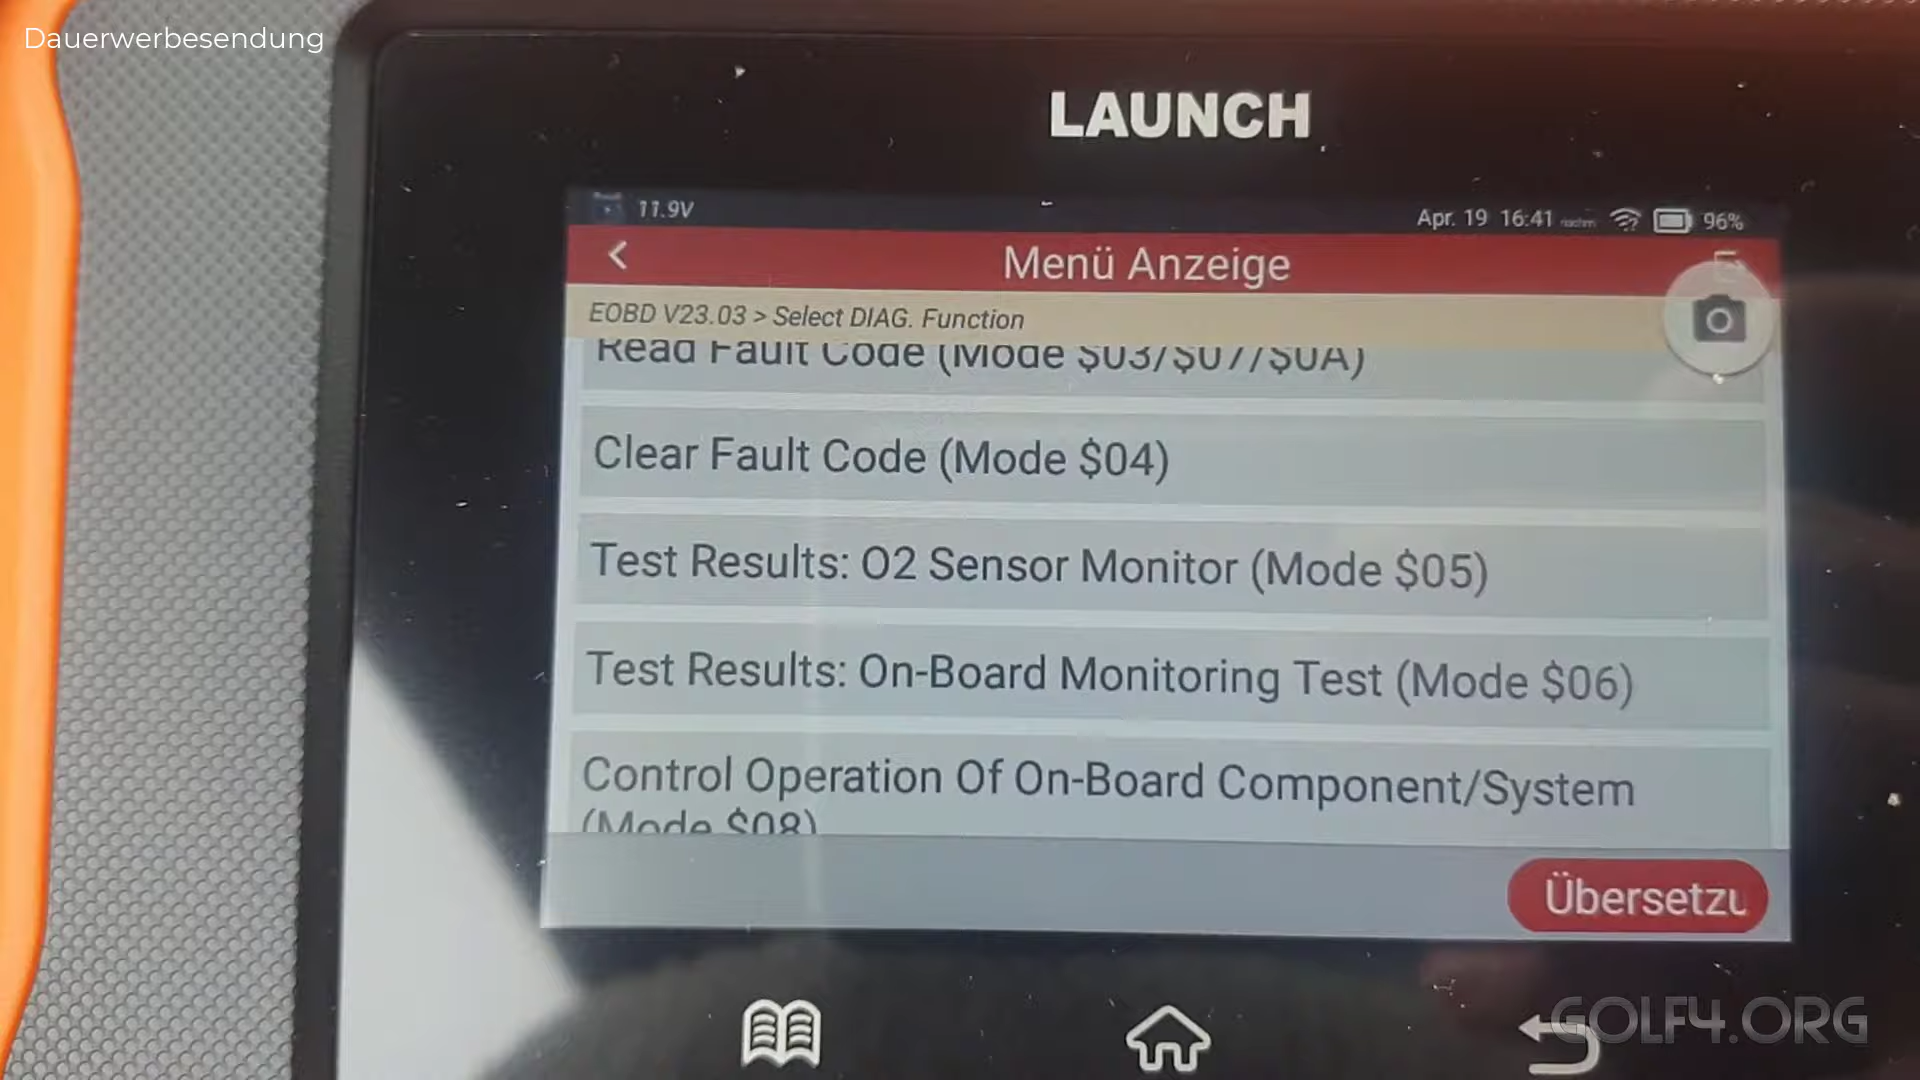 Dauerwerbesendung
LAUNCH
11.9V
Apr. 19 16:41
96%
Menü Anzeige
EOBD V23.03 > Select DIAG. Function
Read Fault Code (Mode $03/$07/$0A)
Clear Fault Code (Mode $04)
Test Results: O2 Sensor Monitor (Mode $05)
Test Results: On-Board Monitoring Test (Mode $06)
Control Operation Of On-Board Component/System
(Mode $08)
Übersetzu
GOLF4.ORG